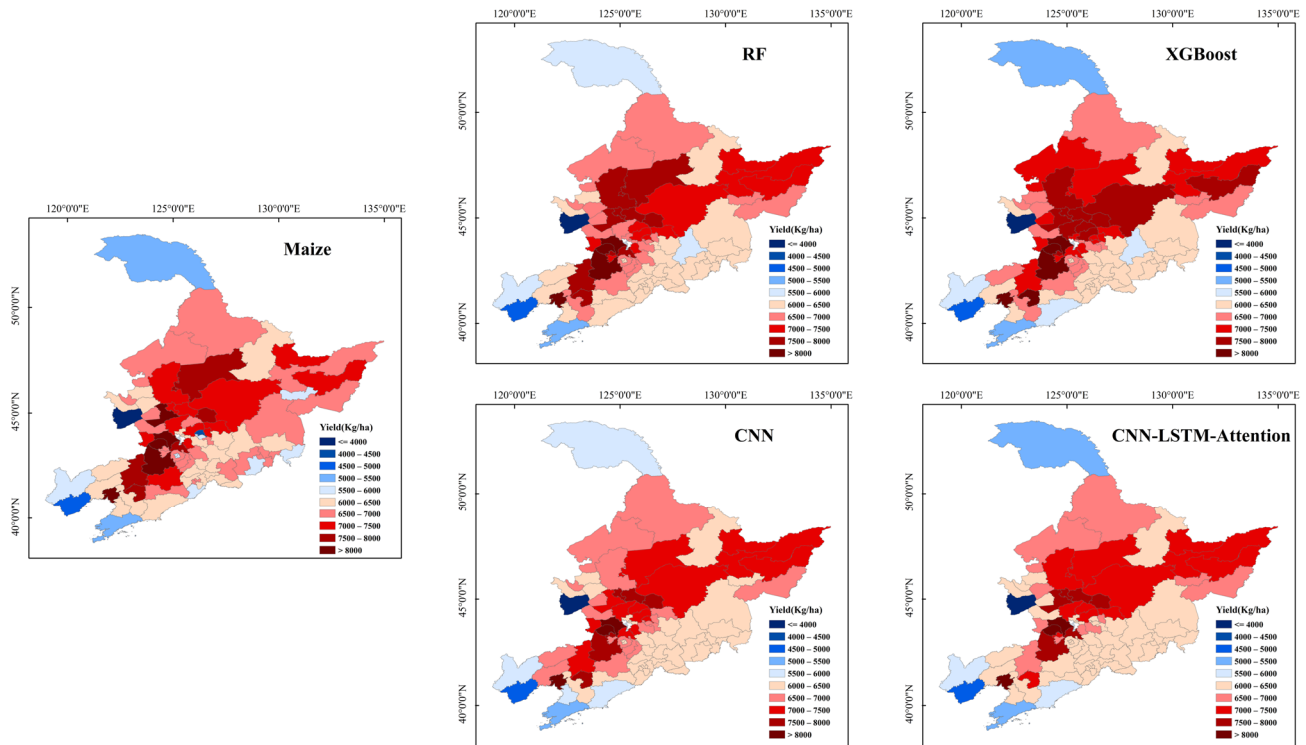 120°0'0"E 125°0'0"E 130°0'0"E 135°0'0"E
Maize
50°0'0"N
45°0'0"N
40°0'0"N
Yield(Kg/ha)
<= 4000
4000 – 4500
4500 – 5000
5000 – 5500
5500 – 6000
6000 – 6500
6500 – 7000
7000 – 7500
7500 – 8000
> 8000
120°0'0"E 125°0'0"E 130°0'0"E 135°0'0"E
RF
50°0'0"N
45°0'0"N
40°0'0"N
Yield(Kg/ha)
<= 4000
4000 – 4500
4500 – 5000
5000 – 5500
5500 – 6000
6000 – 6500
6500 – 7000
7000 – 7500
7500 – 8000
> 8000
120°0'0"E 125°0'0"E 130°0'0"E 135°0'0"E
XGBoost
50°0'0"N
45°0'0"N
40°0'0"N
Yield(Kg/ha)
<= 4000
4000 – 4500
4500 – 5000
5000 – 5500
5500 – 6000
6000 – 6500
6500 – 7000
7000 – 7500
7500 – 8000
> 8000
120°0'0"E 125°0'0"E 130°0'0"E 135°0'0"E
CNN
50°0'0"N
45°0'0"N
40°0'0"N
Yield(Kg/ha)
<= 4000
4000 – 4500
4500 – 5000
5000 – 5500
5500 – 6000
6000 – 6500
6500 – 7000
7000 – 7500
7500 – 8000
> 8000
120°0'0"E 125°0'0"E 130°0'0"E 135°0'0"E
CNN-LSTM-Attention
50°0'0"N
45°0'0"N
40°0'0"N
Yield(Kg/ha)
<= 4000
4000 – 4500
4500 – 5000
5000 – 5500
5500 – 6000
6000 – 6500
6500 – 7000
7000 – 7500
7500 – 8000
> 8000